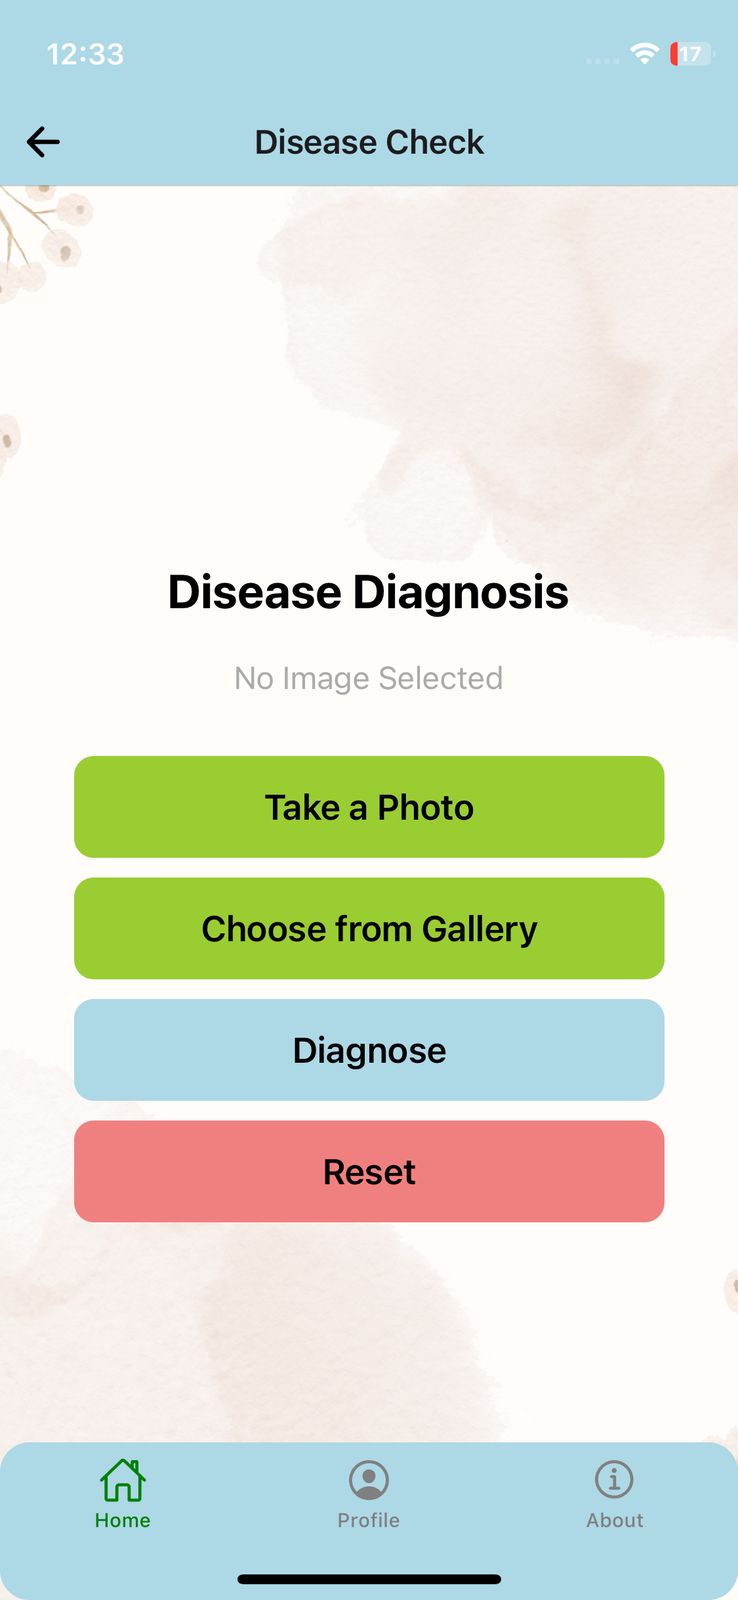 12:33
17
Disease Check
Disease Diagnosis
No Image Selected
Take a Photo
Choose from Gallery
Diagnose
Reset
Home
Profile
About